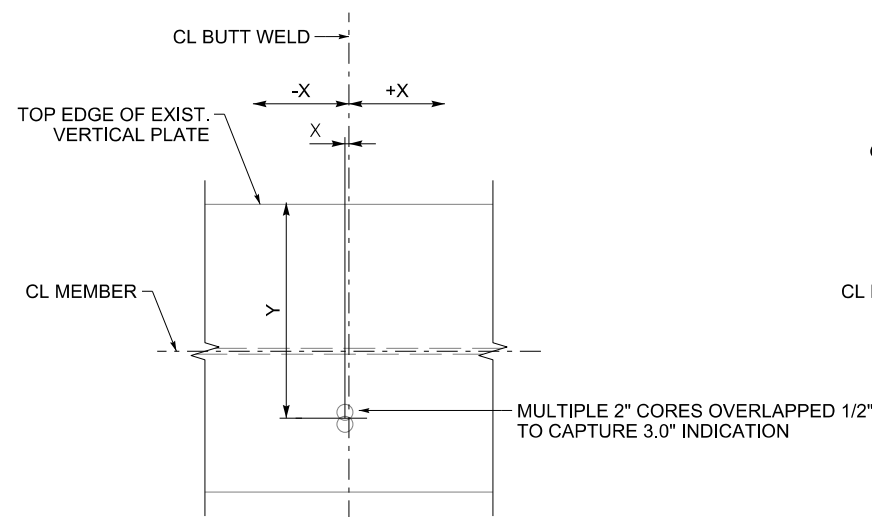 CL BUTT WELD
-X
+X
TOP EDGE OF EXIST.
VERTICAL PLATE
X
Y
CL MEMBER
CL
MULTIPLE 2" CORES OVERLAPPED 1/2"
TO CAPTURE 3.0" INDICATION